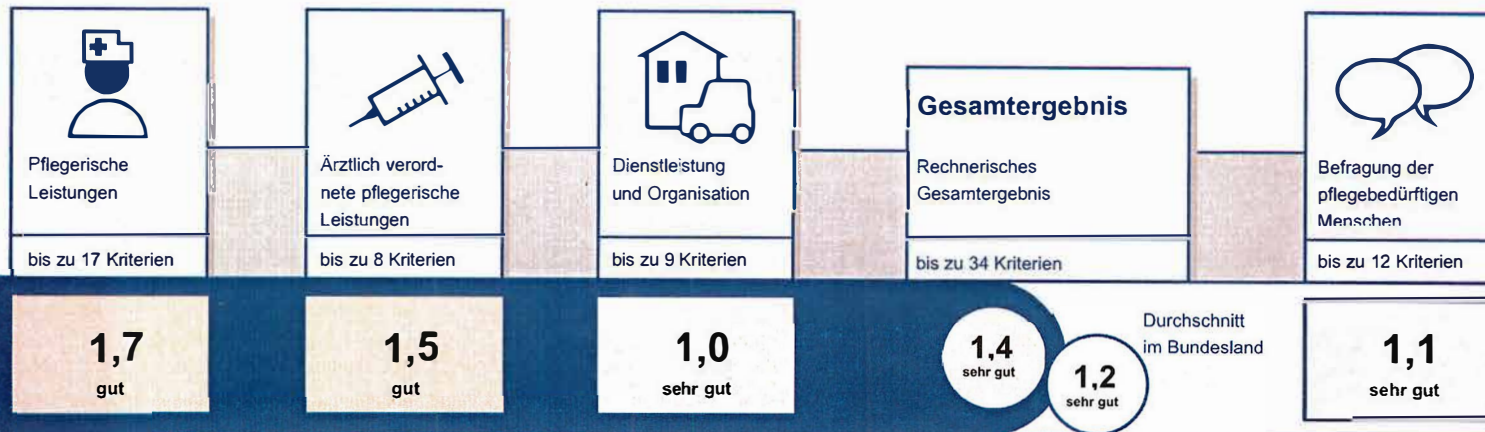 Pflegerische
Leistungen
bis zu 17 Kriterien
1,7
gut
Ärztlich verord-
nete pflegerische
Leistungen
bis zu 8 Kriterien
1,5
gut
Dienstleistung
und Organisation
bis zu 9 Kriterien
1,0
sehr gut
Gesamtergebnis
Rechnerisches
Gesamtergebnis
bis zu 34 Kriterien
1,4
sehr gut
1,2
sehr gut
Durchschnitt
im Bundesland
Befragung der
pflegebedürftigen
Menschen
bis zu 12 Kriterien
1,1
sehr gut